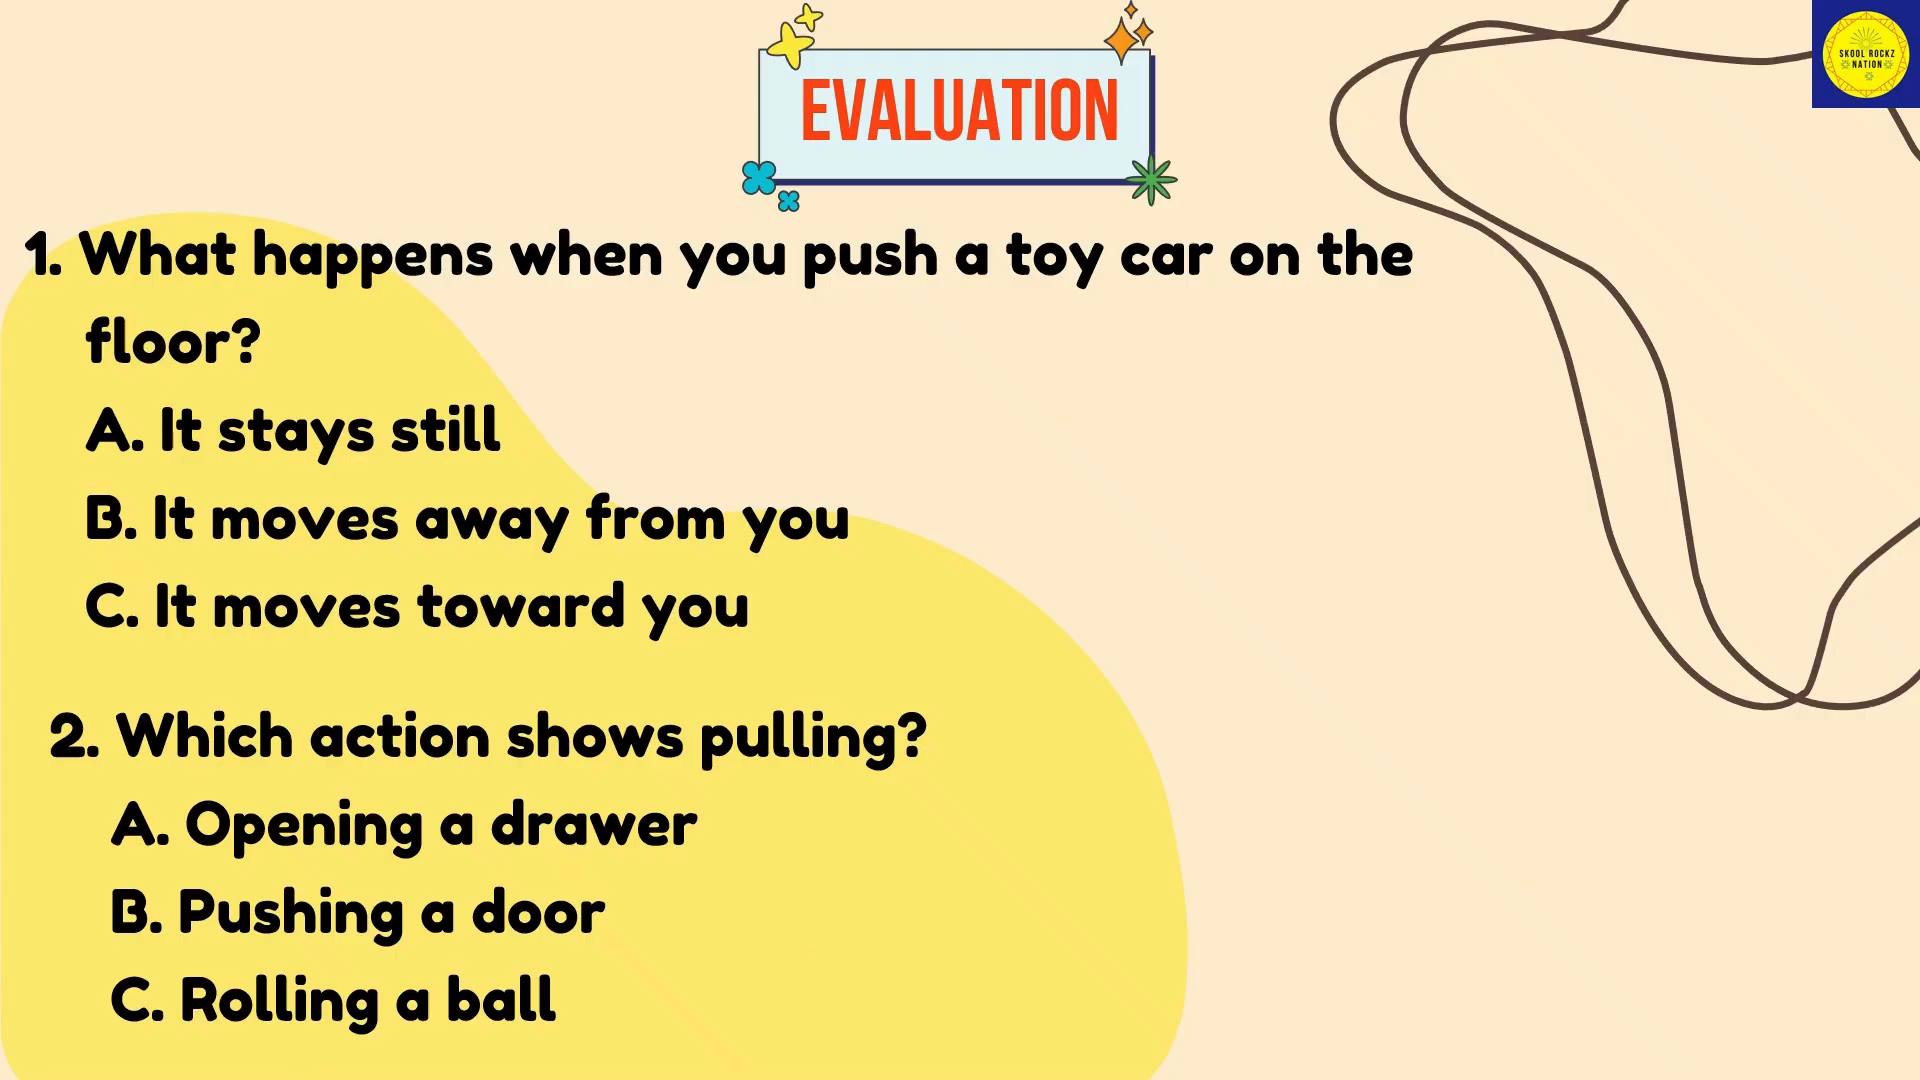 SKOOL ROCKZ
NATION
EVALUATION
1. What happens when you push a toy car on the
floor?
A. It stays still
B. It moves away from you
C. It moves toward you
2. Which action shows pulling?
A. Opening a drawer
B. Pushing a door
C. Rolling a ball